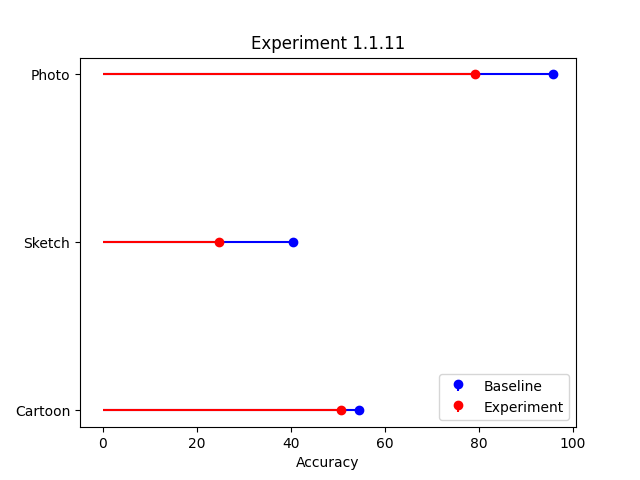 Experiment 1.1.11
Photo
Sketch
Cartoon
Baseline
Experiment
0 20 40 60 80 100
Accuracy